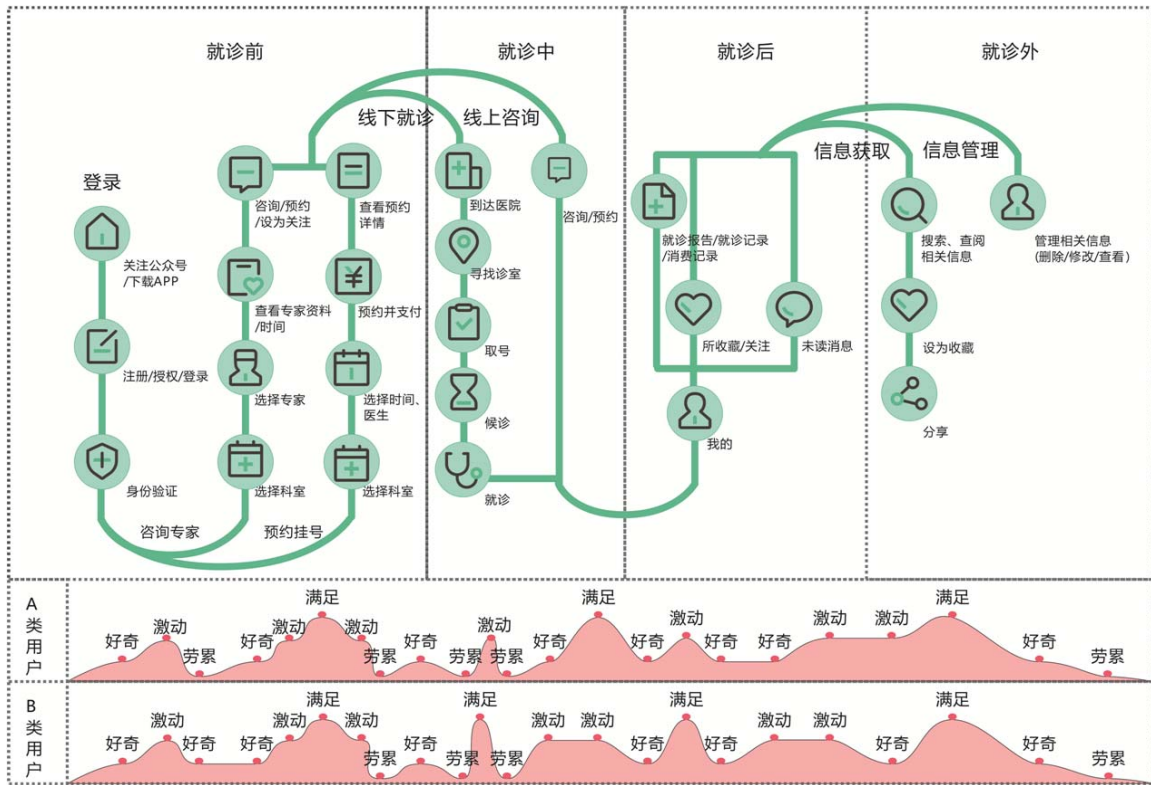 就诊前
就诊中
就诊后
就诊外
登录
关注公众号
/下载APP
注册/授权/登录
身份验证
咨询专家
预约挂号
咨询/预约
/设为关注
查看专家资料
/时间
选择专家
选择科室
查看预约
详情
预约并支付
选择时间、
医生
选择科室
线下就诊
线上咨询
到达医院
寻找诊室
取号
候诊
就诊
咨询/预约
就诊报告/就诊记录
/消费记录
所收藏/关注
未读消息
我的
信息获取
信息管理
搜索、查阅
相关信息
设为收藏
分享
管理相关信息
(删除/修改/查看)
A类用户
好奇 激动 劳累 好奇 激动 满足 激动 劳累 好奇 劳累 激动 劳累 好奇 满足 好奇 激动 好奇 好奇 激动 激动 满足 好奇 劳累
B类用户
好奇 激动 好奇 好奇 激动 满足 激动 劳累 好奇 劳累 满足 劳累 激动 激动 好奇 满足 好奇 激动 激动 好奇 满足 好奇 劳累